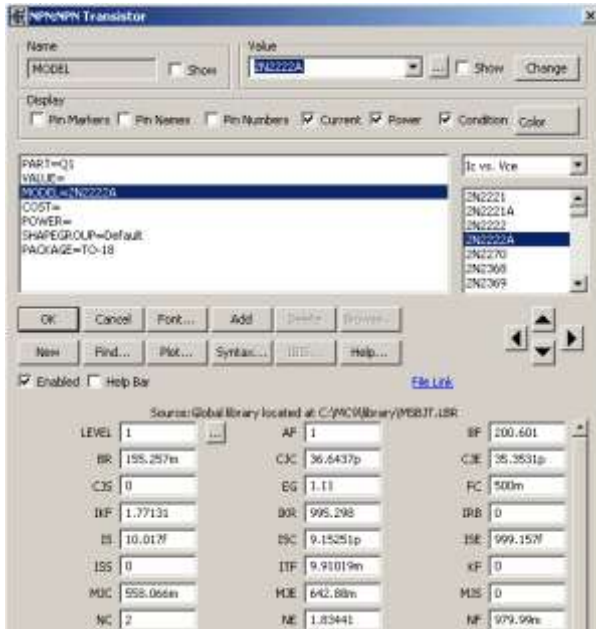 NPN:NPN Transistor
Name
Value
MODEL
Show
2N2222A
...
Show
Change
Display
Pin Markers
Pin Names
Pin Numbers
Current
Power
Condition
Color
PART=Q1
VALUE=
MODEL=2N2222A
COST=
POWER=
SHAPEGROUP=Default
PACKAGE=TO-18
Ic vs. Vce
2N2221
2N2221A
2N2222
2N2222A
2N2270
2N2368
2N2369
OK
Cancel
Font...
Add
Delete
Browse...
New
Find...
Plot...
Syntax...
IBIS...
Help...
Enabled
Help Bar
File Link
Source:Global library located at C:\MC9\library\MSBJT.LBR
LEVEL 1 ... AF 1 BF 200.601
BR 155.257m CJC 36.6437p CJE 35.3531p
CJS 0 EG 1.11 FC 500m
IKF 1.77131 IKR 995.298 IRB 0
IS 10.017f ISC 9.15251p ISE 999.157f
ISS 0 ITF 9.91019m KF 0
MJC 558.066m MJE 642.88m MJS 0
NC 2 NE 1.83441 NF 979.99m